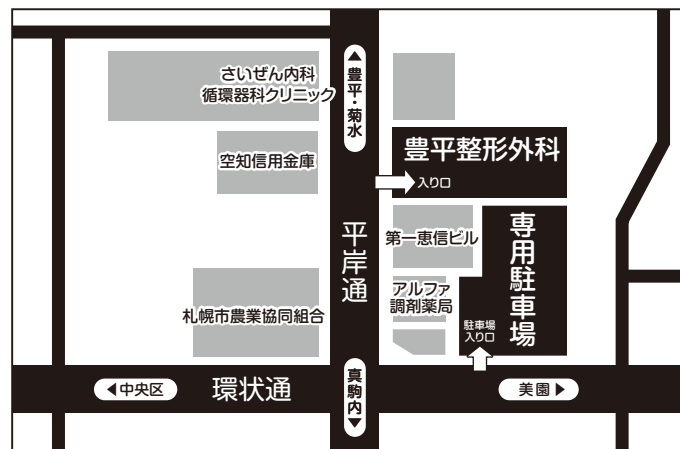 さいぜん内科
循環器科クリニック
▲豊平・菊水
豊平整形外科
入り口
空知信用金庫
平岸通
第一恵信ビル
専用駐車場
アルファ
調剤薬局
札幌市農業協同組合
駐車場
入り口
◀中央区
環状通
真駒内▼
美園▶